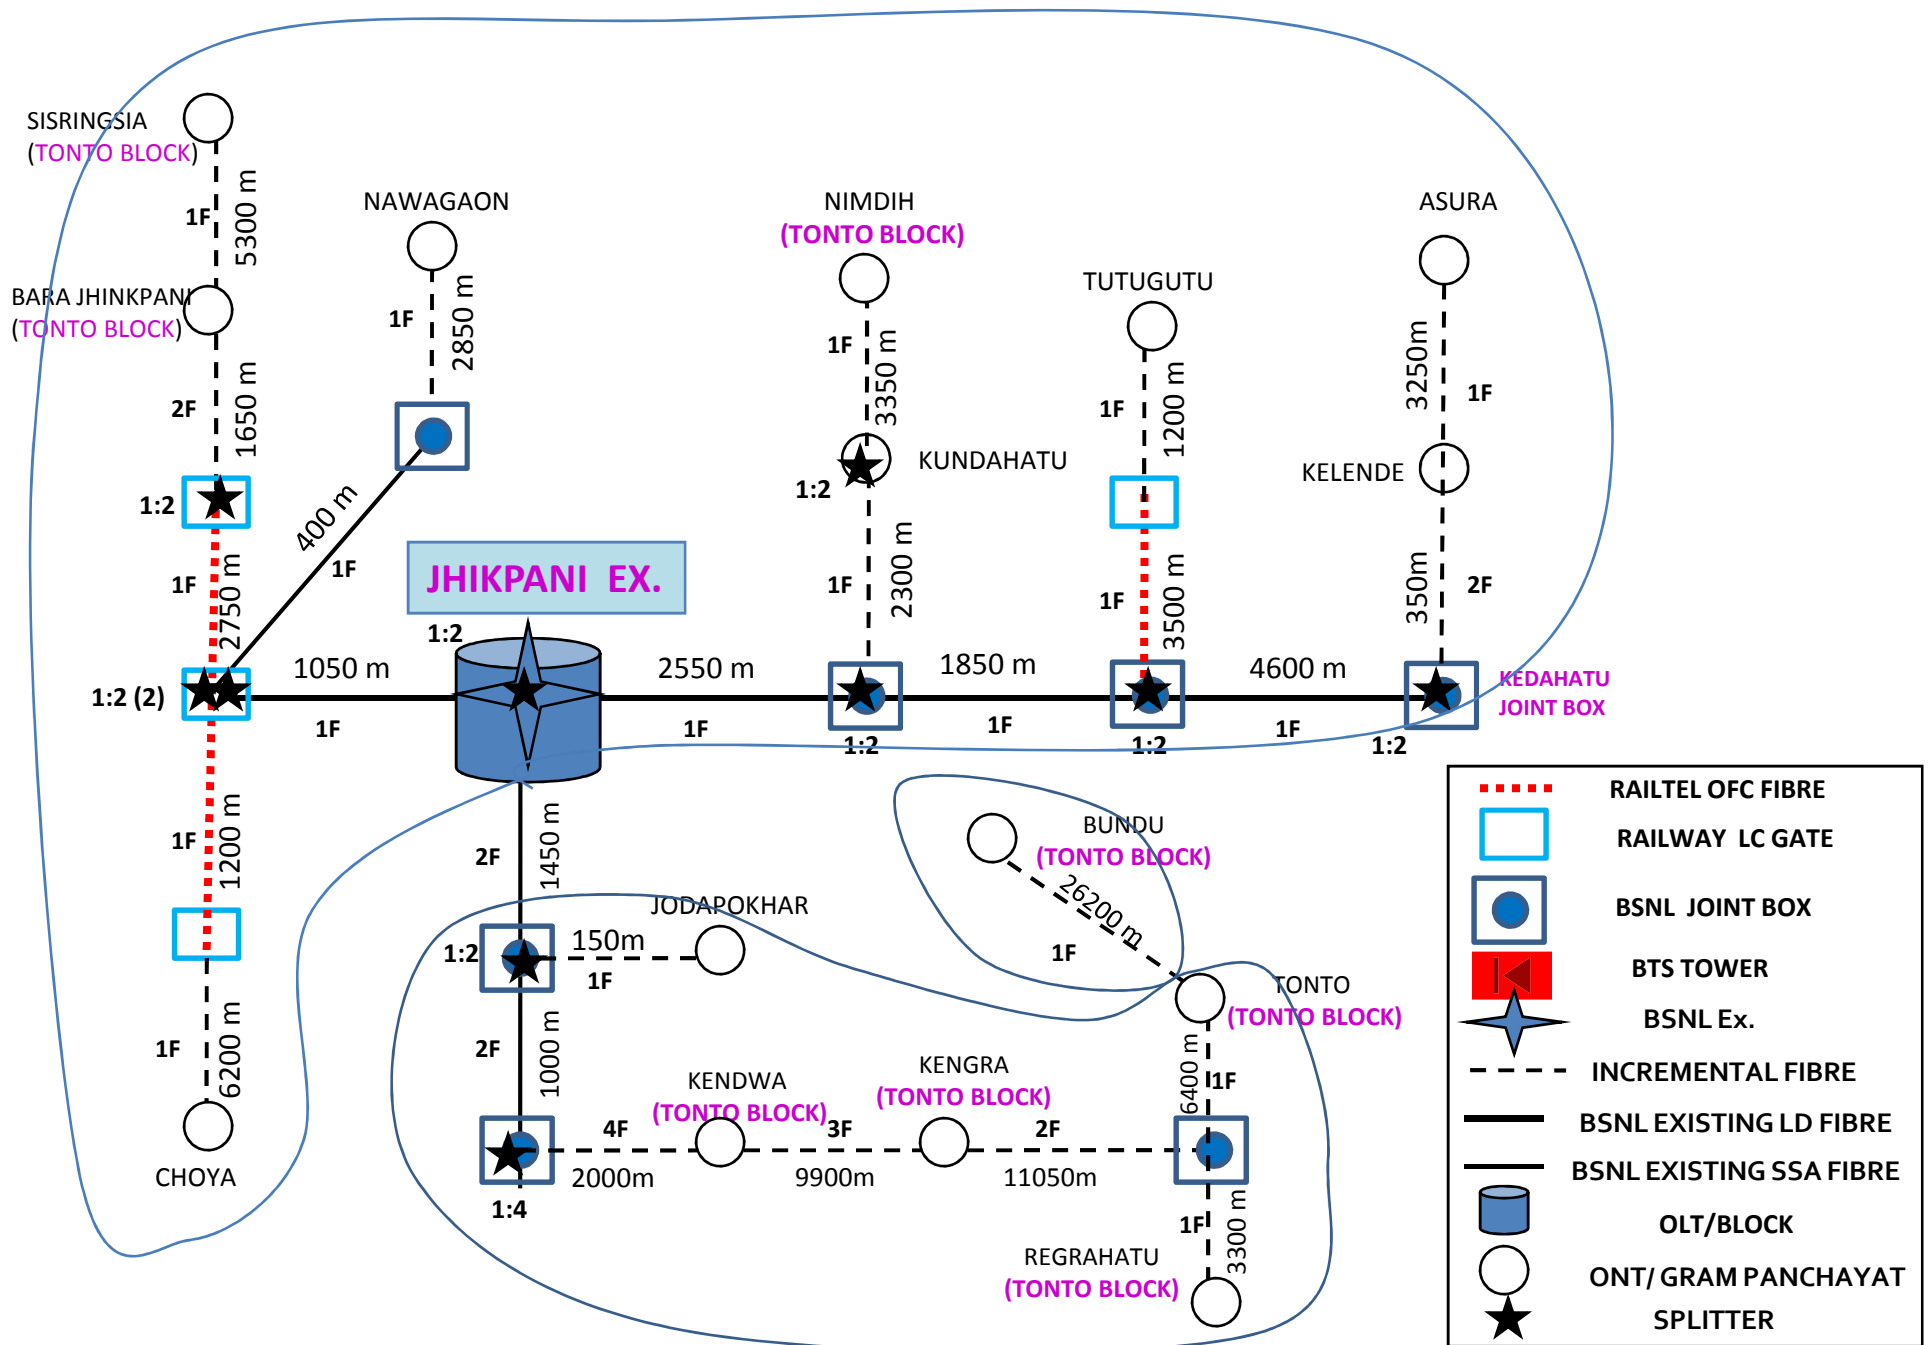 SISRINGSIA
(TONTO BLOCK)
1F
5300 m
BARA JHINKPANI
(TONTO BLOCK)
2F
1650 m
1:2
1F
2750 m
NAWAGAON
1F
2850 m
400 m
1F
JHIKPANI EX.
1:2
1:2 (2)
1050 m
1F
1F
1200 m
1F
6200 m
CHOYA
NIMDIH
(TONTO BLOCK)
1F
3350 m
KUNDAHATU
1:2
1F
2300 m
2550 m
1F
1:2
TUTUGUTU
1F
1200 m
1F
3500 m
1850 m
1F
1:2
ASURA
3250m
1F
KELENDE
350m
2F
4600 m
1F
1:2
KEDAHATU
JOINT BOX
2F
1450 m
JODAPOKHAR
1:2
150m
1F
2F
1000 m
1:4
KENDWA
(TONTO BLOCK)
4F
2000m
KENGRA
(TONTO BLOCK)
3F
9900m
2F
11050m
BUNDU
(TONTO BLOCK)
26200 m
1F
TONTO
(TONTO BLOCK)
6400 m
1F
1F
3300 m
REGRAHATU
(TONTO BLOCK)
RAILTEL OFC FIBRE
RAILWAY LC GATE
BSNL JOINT BOX
BTS TOWER
BSNL Ex.
INCREMENTAL FIBRE
BSNL EXISTING LD FIBRE
BSNL EXISTING SSA FIBRE
OLT/BLOCK
ONT/ GRAM PANCHAYAT
SPLITTER